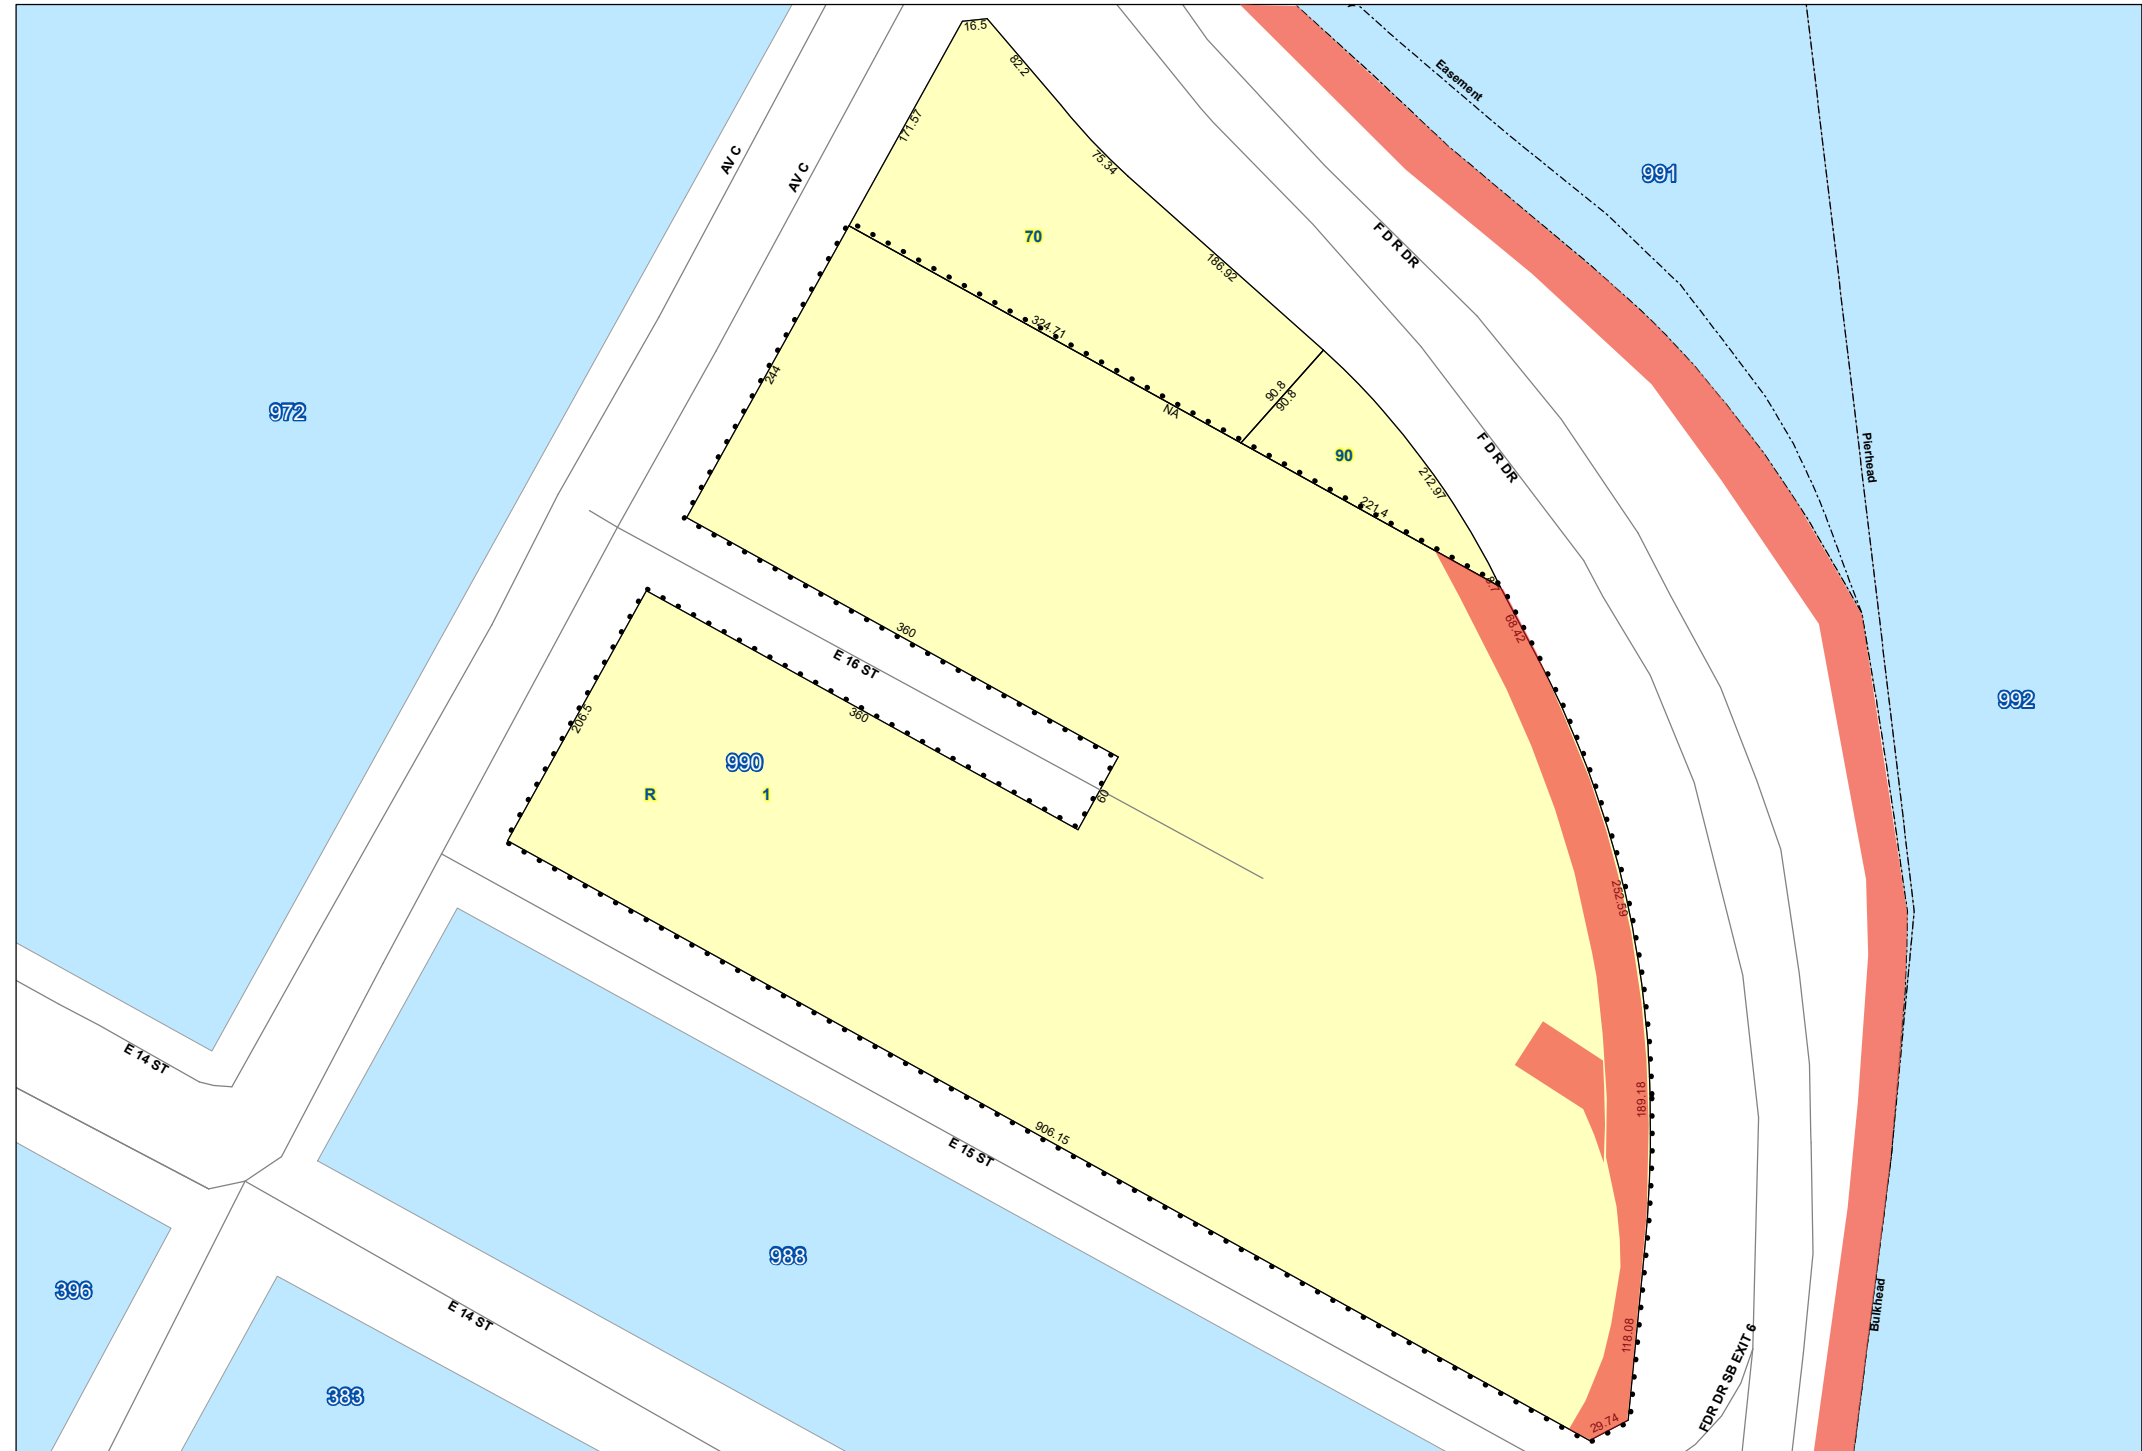 16.5
82.2
Easement
171.57
AV C
AV C
75.34
991
F D R DR
70
186.92
324.71
244
90.8
90.8
NA
972
90
F D R DR
Pierhead
212.97
221.4
68.42
360
E 16 ST
992
206.5
360
990
R
1
60
252.59
E 14 ST
189.18
906.15
E 15 ST
988
396
E 14 ST
Bulkhead
118.08
FDR DR SB EXIT 6
383
29.74